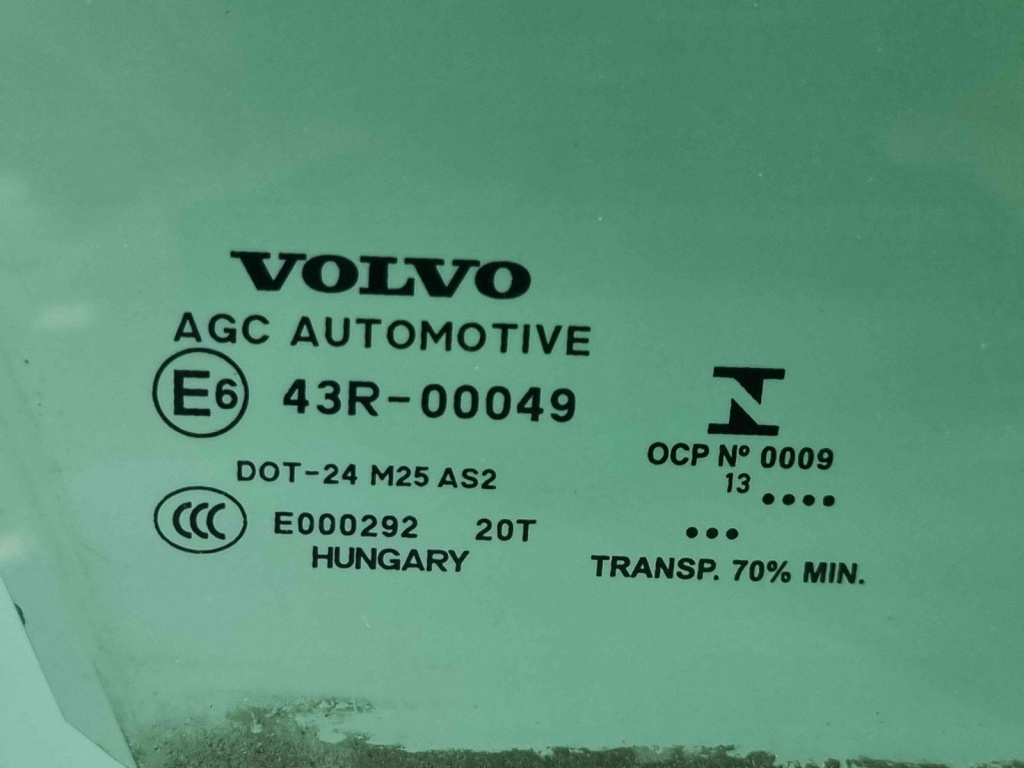 VOLVO
AGC AUTOMOTIVE
E6 43R-00049
DOT-24 M25 AS2
CCC E000292 20T
HUNGARY
OCP Nº 0009
13 ••••
•••
TRANSP. 70% MIN.